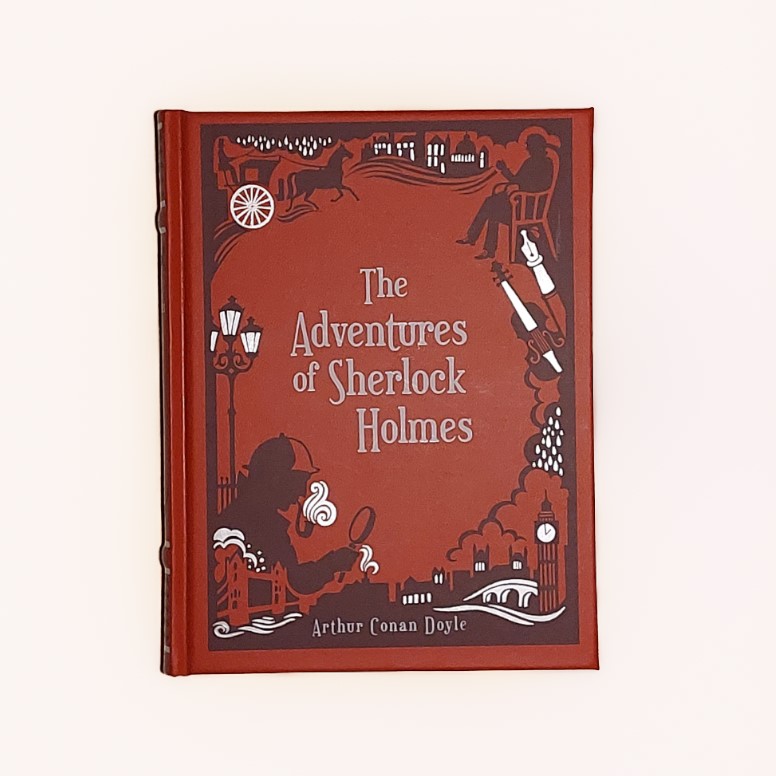 The
Adventures
of Sherlock
Holmes
Arthur Conan Doyle